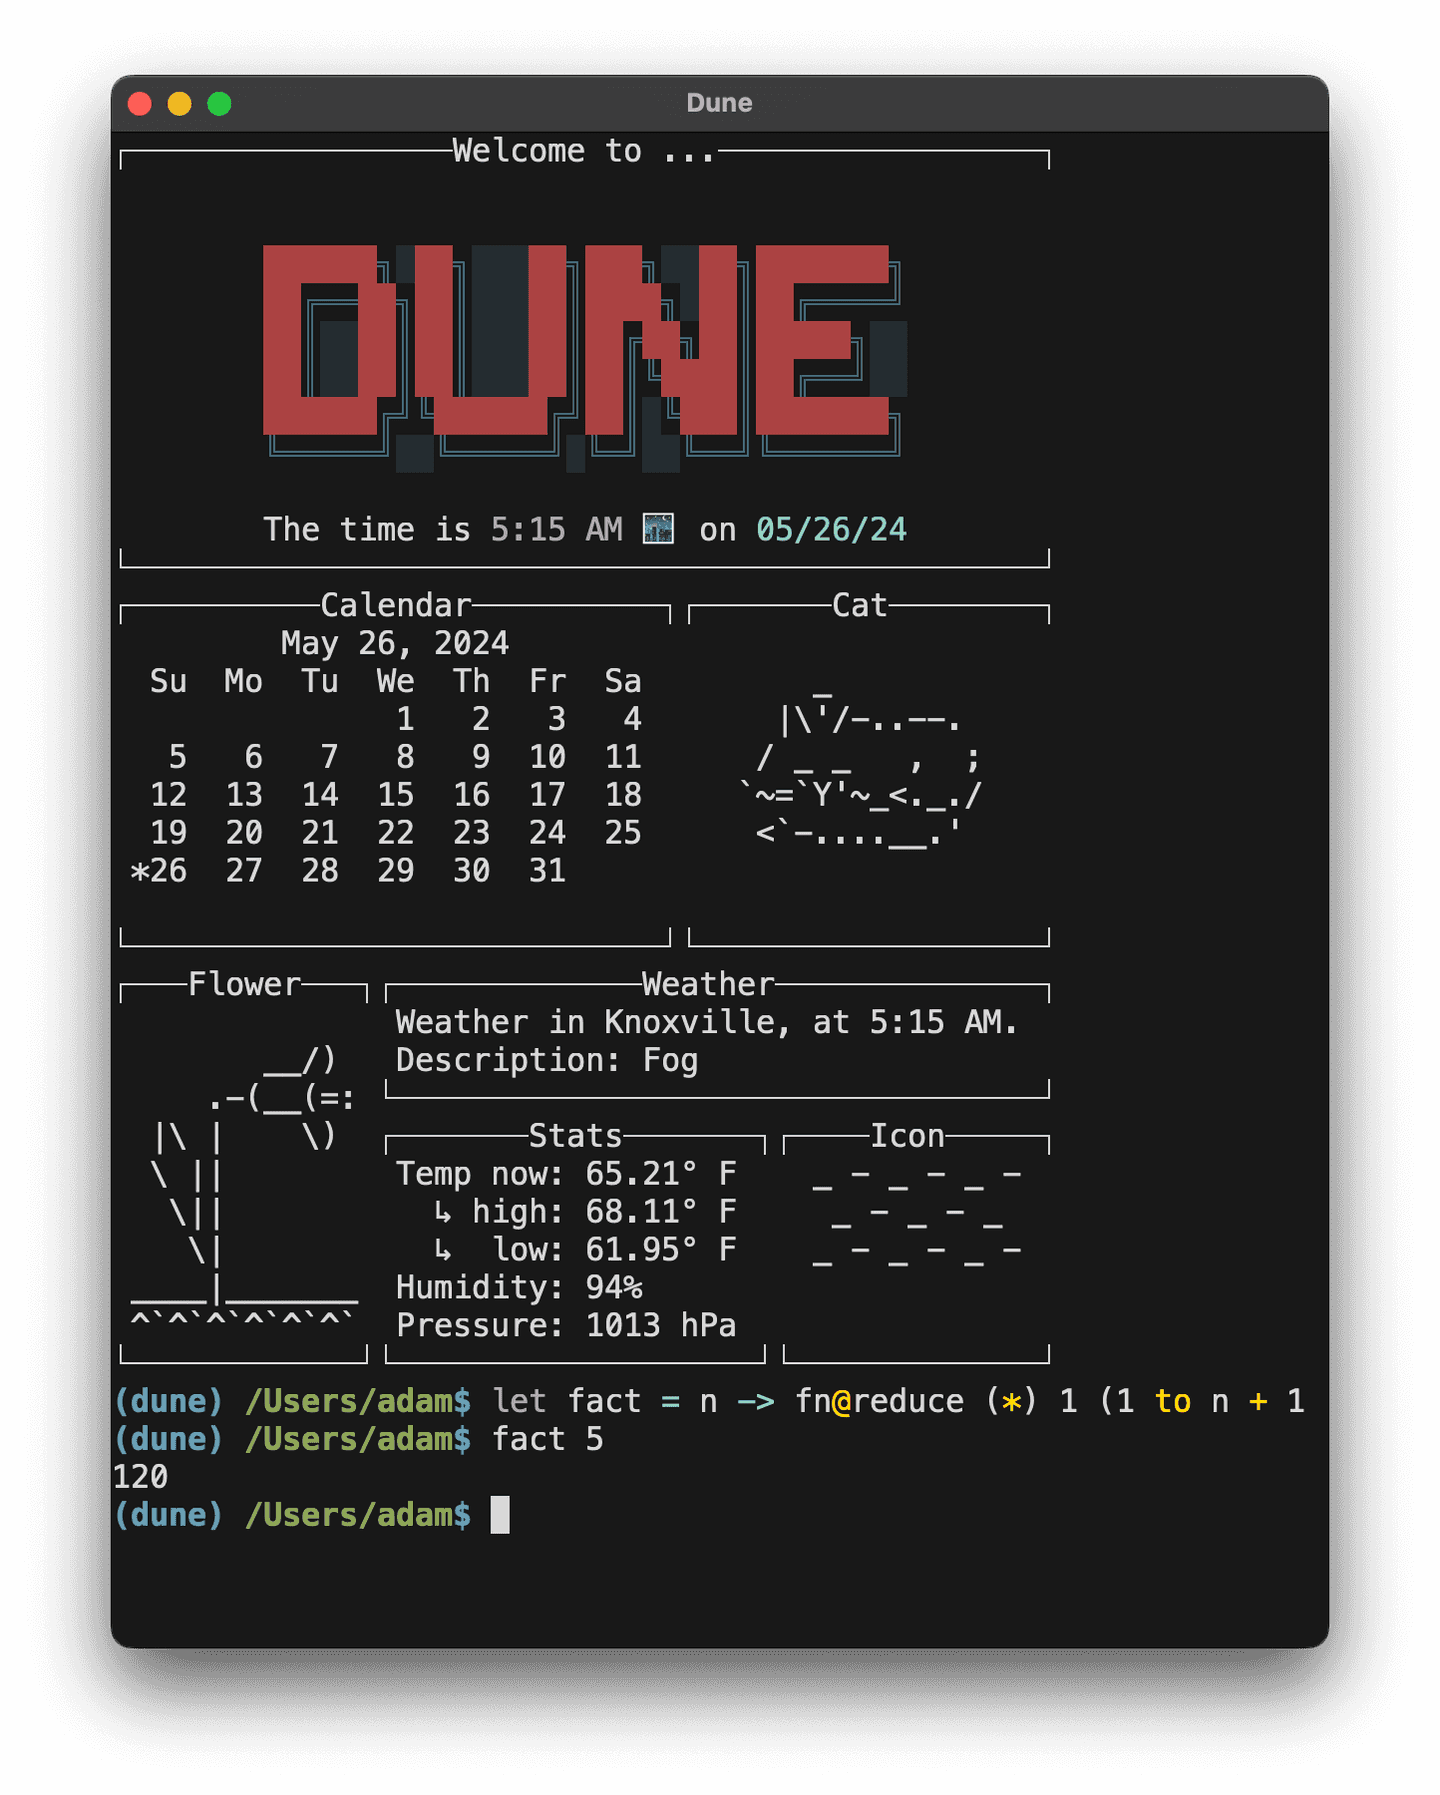 Dune
Welcome to ...
DUNE
The time is 5:15 AM 🌃 on 05/26/24
Calendar
May 26, 2024
Su Mo Tu We Th Fr Sa
1 2 3 4
5 6 7 8 9 10 11
12 13 14 15 16 17 18
19 20 21 22 23 24 25
*26 27 28 29 30 31
Cat
    _
  |\'/-..--.
 / _ _   ,  ;
`~=`Y'~_<._./
 <`-....__.'
Flower
       __/)
    .-(__(=:
 |\ |    \)
 \ ||
  \||
   \|
____|_______
^`^`^`^`^`^`
Weather
Weather in Knoxville, at 5:15 AM.
Description: Fog
Stats
Temp now: 65.21° F
↳ high: 68.11° F
↳  low: 61.95° F
Humidity: 94%
Pressure: 1013 hPa
Icon
_ - _ - _ -
 _ - _ - _
_ - _ - _ -
(dune) /Users/adam$ let fact = n -> fn@reduce (*) 1 (1 to n + 1
(dune) /Users/adam$ fact 5
120
(dune) /Users/adam$